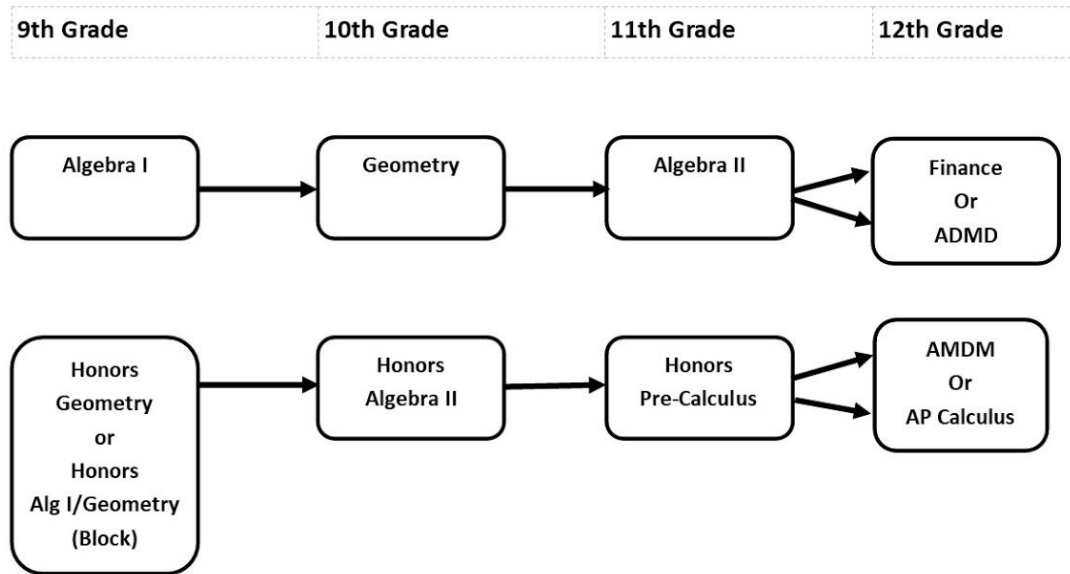 9th Grade
10th Grade
11th Grade
12th Grade
Algebra I
Geometry
Algebra II
Finance
Or
ADMD
Honors
Geometry
or
Honors
Alg I/Geometry
(Block)
Honors
Algebra II
Honors
Pre-Calculus
AMDM
Or
AP Calculus